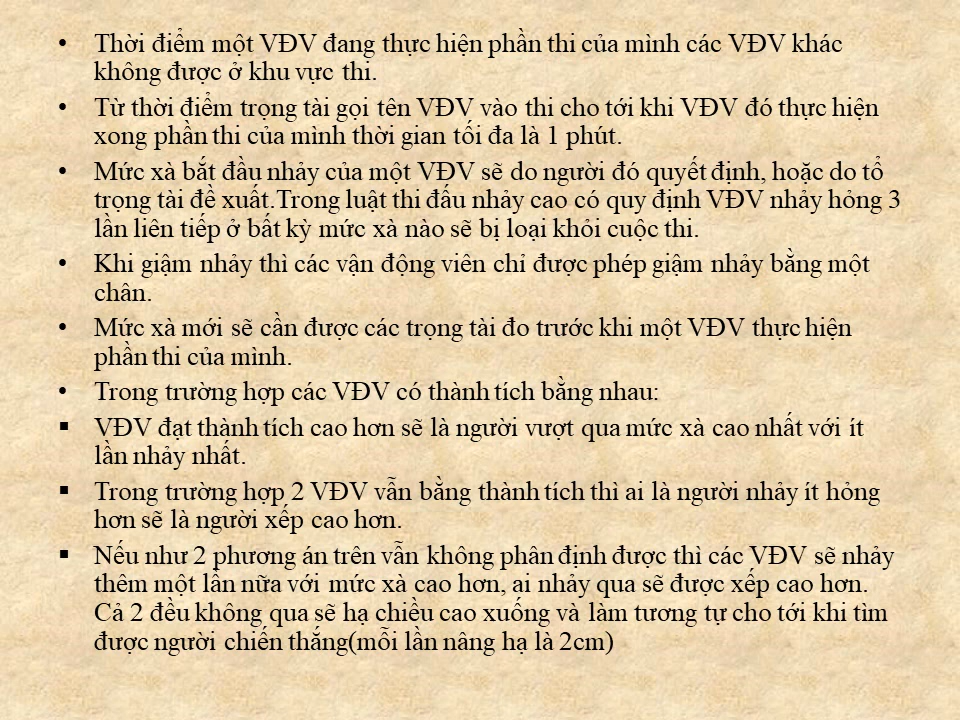 • Thời điểm một VĐV đang thực hiện phần thi của mình các VĐV khác
không được ở khu vực thi.
• Từ thời điểm trọng tài gọi tên VĐV vào thi cho tới khi VĐV đó thực hiện
xong phần thi của mình thời gian tối đa là 1 phút.
• Mức xà bắt đầu nhảy của một VĐV sẽ do người đó quyết định, hoặc do tổ
trọng tài đề xuất.Trong luật thi đấu nhảy cao có quy định VĐV nhảy hỏng 3
lần liên tiếp ở bất kỳ mức xà nào sẽ bị loại khỏi cuộc thi.
• Khi giậm nhảy thì các vận động viên chỉ được phép giậm nhảy bằng một
chân.
• Mức xà mới sẽ cần được các trọng tài đo trước khi một VĐV thực hiện
phần thi của mình.
• Trong trường hợp các VĐV có thành tích bằng nhau:
▪ VĐV đạt thành tích cao hơn sẽ là người vượt qua mức xà cao nhất với ít
lần nhảy nhất.
▪ Trong trường hợp 2 VĐV vẫn bằng thành tích thì ai là người nhảy ít hỏng
hơn sẽ là người xếp cao hơn.
▪ Nếu như 2 phương án trên vẫn không phân định được thì các VĐV sẽ nhảy
thêm một lần nữa với mức xà cao hơn, ai nhảy qua sẽ được xếp cao hơn.
Cả 2 đều không qua sẽ hạ chiều cao xuống và làm tương tự cho tới khi tìm
được người chiến thắng(mỗi lần nâng hạ là 2cm)